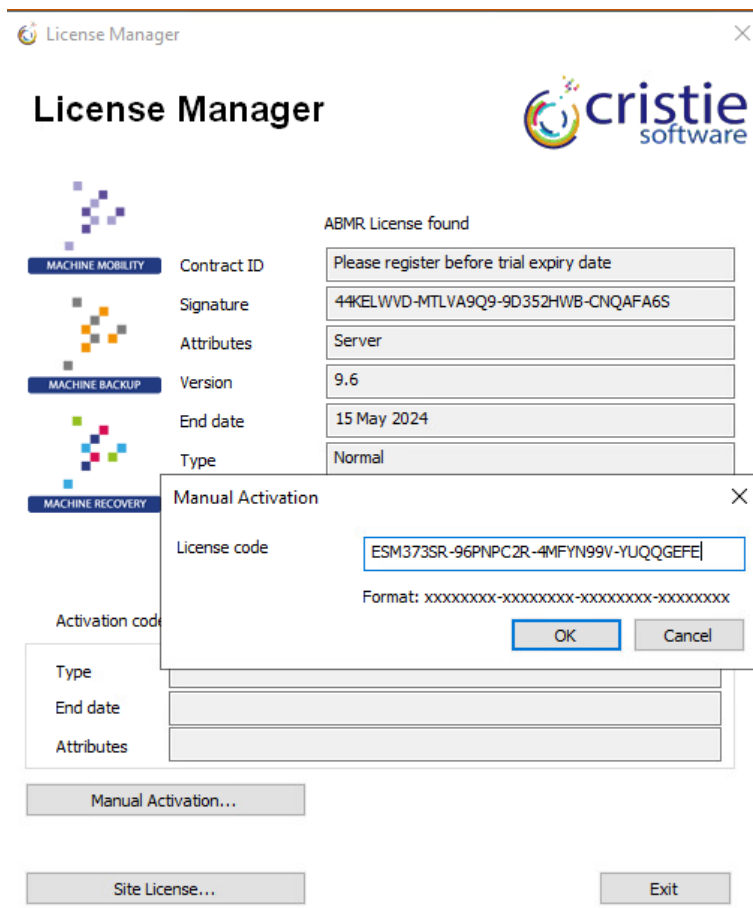 License Manager
License Manager
cristie
software
ABMR License found
MACHINE MOBILITY
Contract ID
Please register before trial expiry date
Signature
44KELWVD-MTLVA9Q9-9D352HWB-CNQAFA6S
Attributes
Server
MACHINE BACKUP
Version
9.6
End date
15 May 2024
Type
Normal
MACHINE RECOVERY
Manual Activation
License code
ESM373SR-96PNPC2R-4MFYN99V-YUQQGEFE
Format: xxxxxxxx-xxxxxxxx-xxxxxxxx-xxxxxxxx
OK
Cancel
Activation code
Type
End date
Attributes
Manual Activation...
Site License...
Exit